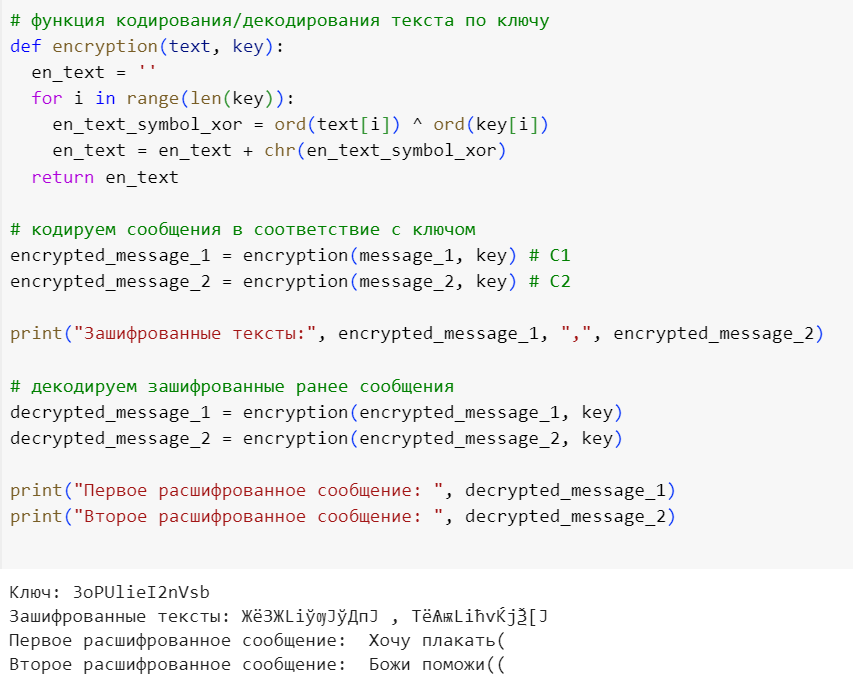 # функция кодирования/декодирования текста по ключу
def encryption(text, key):
  en_text = ''
  for i in range(len(key)):
    en_text_symbol_xor = ord(text[i]) ^ ord(key[i])
    en_text = en_text + chr(en_text_symbol_xor)
  return en_text
# кодируем сообщения в соответствие с ключом
encrypted_message_1 = encryption(message_1, key) # C1
encrypted_message_2 = encryption(message_2, key) # C2
print("Зашифрованные тексты:", encrypted_message_1, ",", encrypted_message_2)
# декодируем зашифрованные ранее сообщения
decrypted_message_1 = encryption(encrypted_message_1, key)
decrypted_message_2 = encryption(encrypted_message_2, key)
print("Первое расшифрованное сообщение: ", decrypted_message_1)
print("Второе расшифрованное сообщение: ", decrypted_message_2)
Ключ: 3oPUlieI2nVsb
Зашифрованные тексты: ЖёЗЖLіўѹЈўДпJ , ТёѦѭLіћѵЌјѮ[J
Первое расшифрованное сообщение:  Хочу плакать(
Второе расшифрованное сообщение:  Божи поможи((